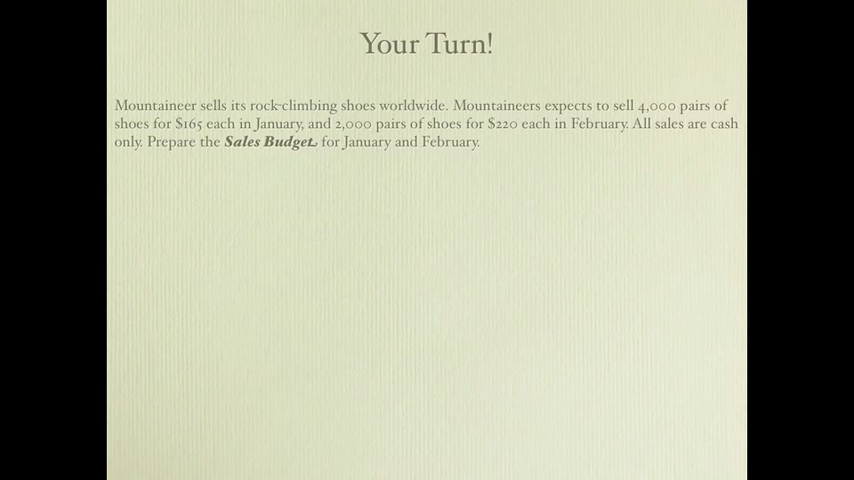 Your Turn!
Mountaineer sells its rock-climbing shoes worldwide. Mountaineers expects to sell 4,000 pairs of
shoes for $165 each in January, and 2,000 pairs of shoes for $220 each in February. All sales are cash
only. Prepare the Sales Budget for January and February.